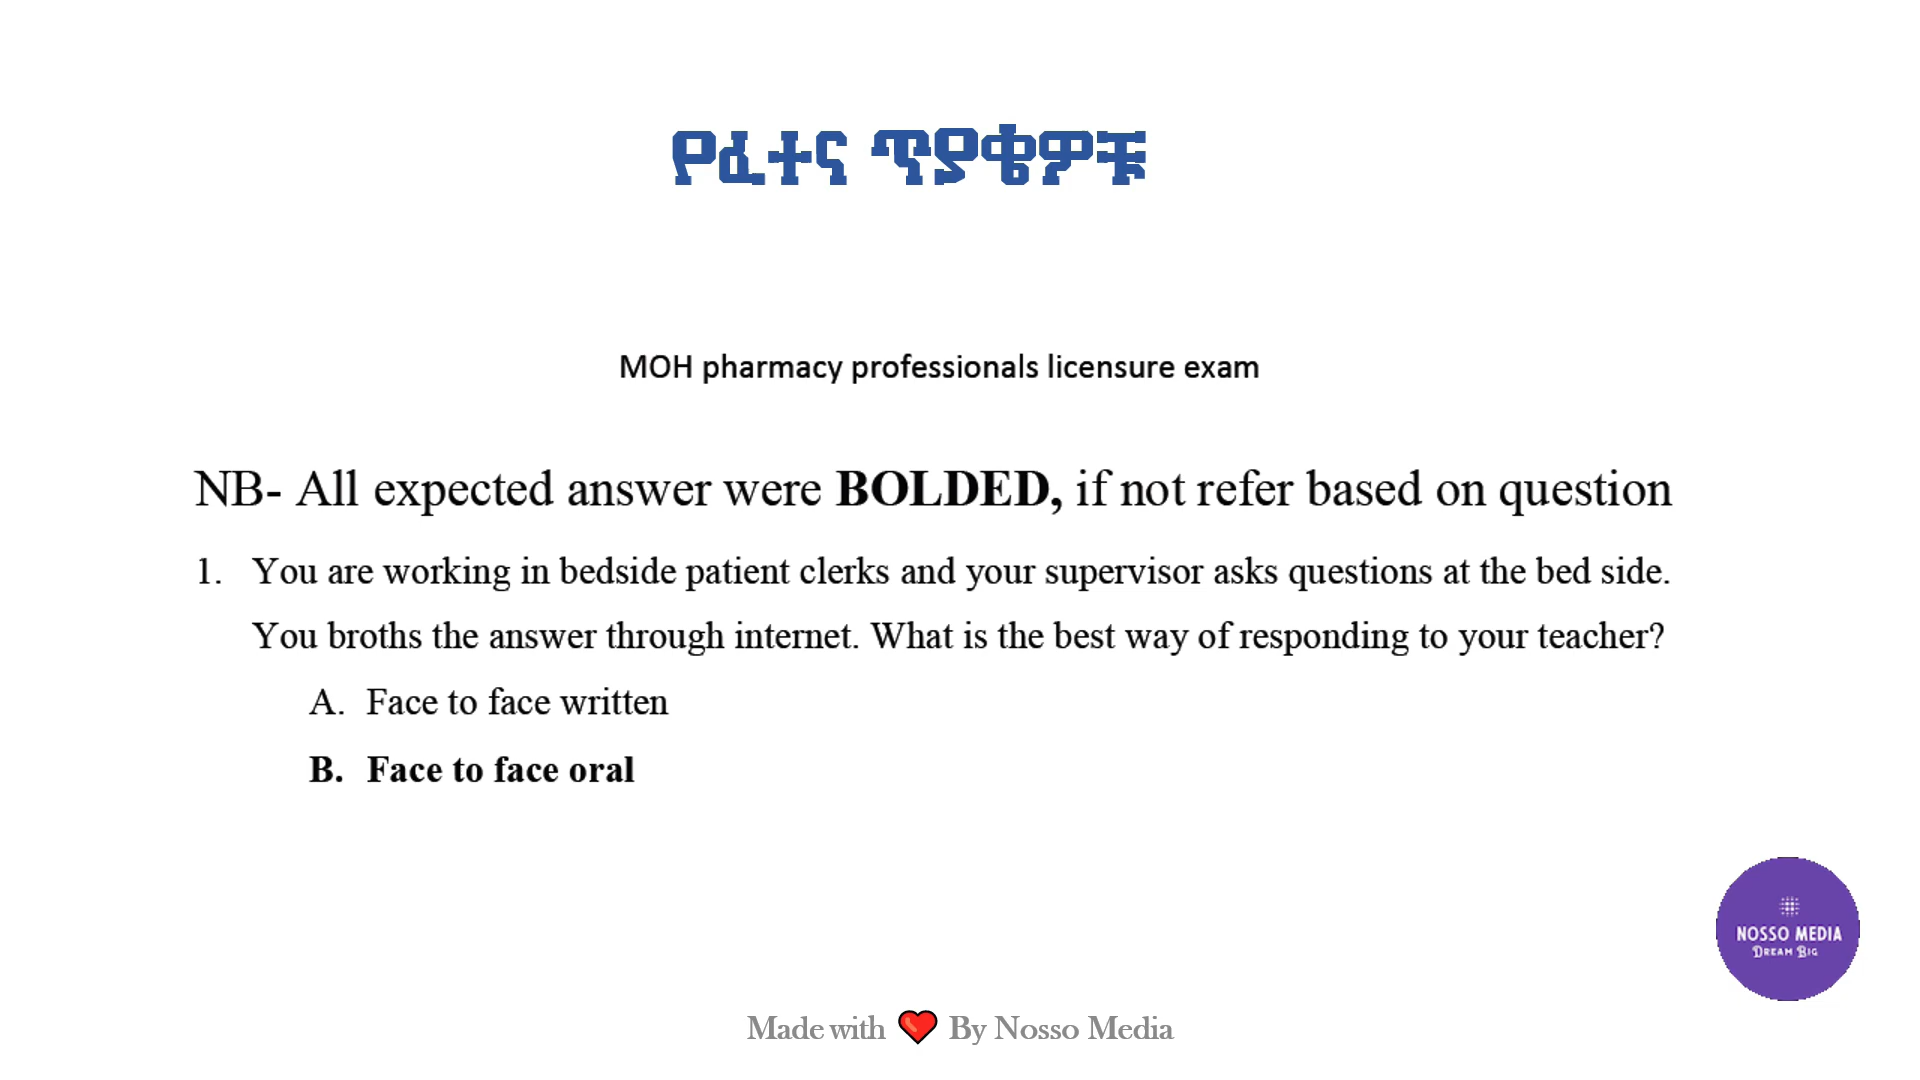 የፈተና ጥያቄዎቹ
MOH pharmacy professionals licensure exam
NB- All expected answer were BOLDED, if not refer based on question
1. You are working in bedside patient clerks and your supervisor asks questions at the bed side.
You broths the answer through internet. What is the best way of responding to your teacher?
A. Face to face written
B. Face to face oral
NOSSO MEDIA
DREAM BIG
Made with ❤️ By Nosso Media